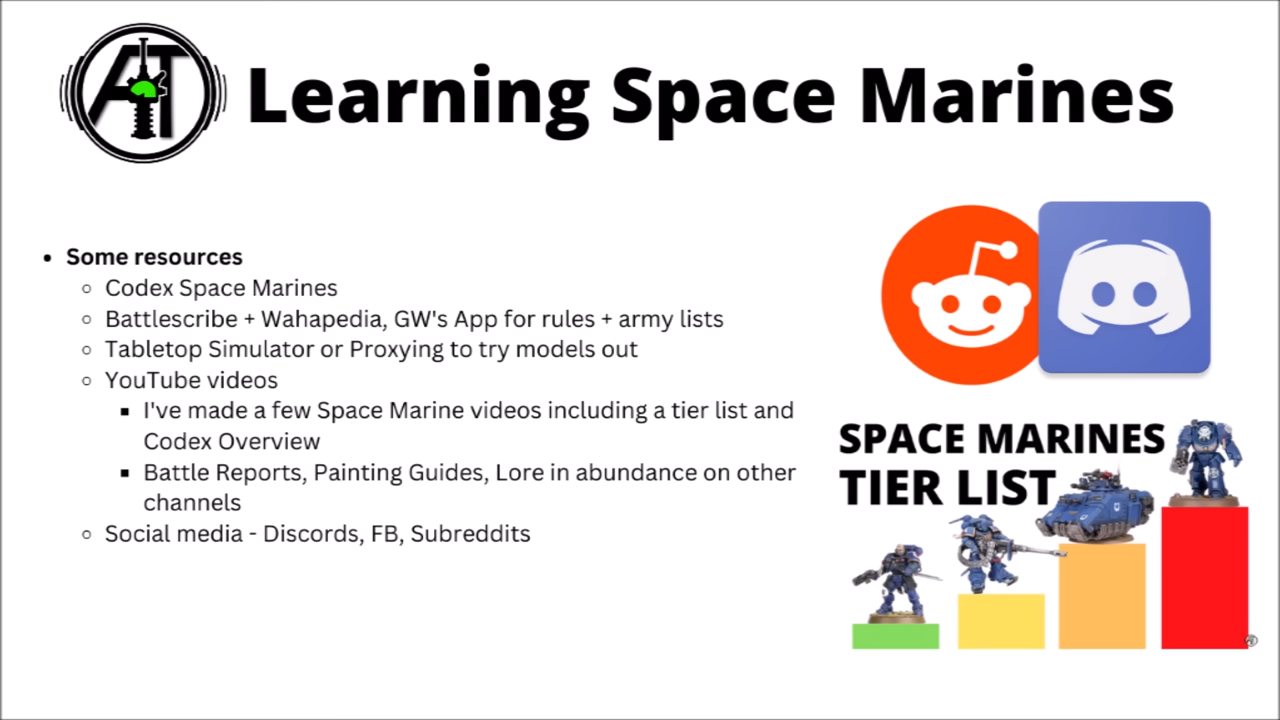 AT
Learning Space Marines
• Some resources
◦ Codex Space Marines
◦ Battlescribe + Wahapedia, GW's App for rules + army lists
◦ Tabletop Simulator or Proxying to try models out
◦ YouTube videos
▪ I've made a few Space Marine videos including a tier list and
Codex Overview
▪ Battle Reports, Painting Guides, Lore in abundance on other
channels
◦ Social media - Discords, FB, Subreddits
SPACE MARINES
TIER LIST